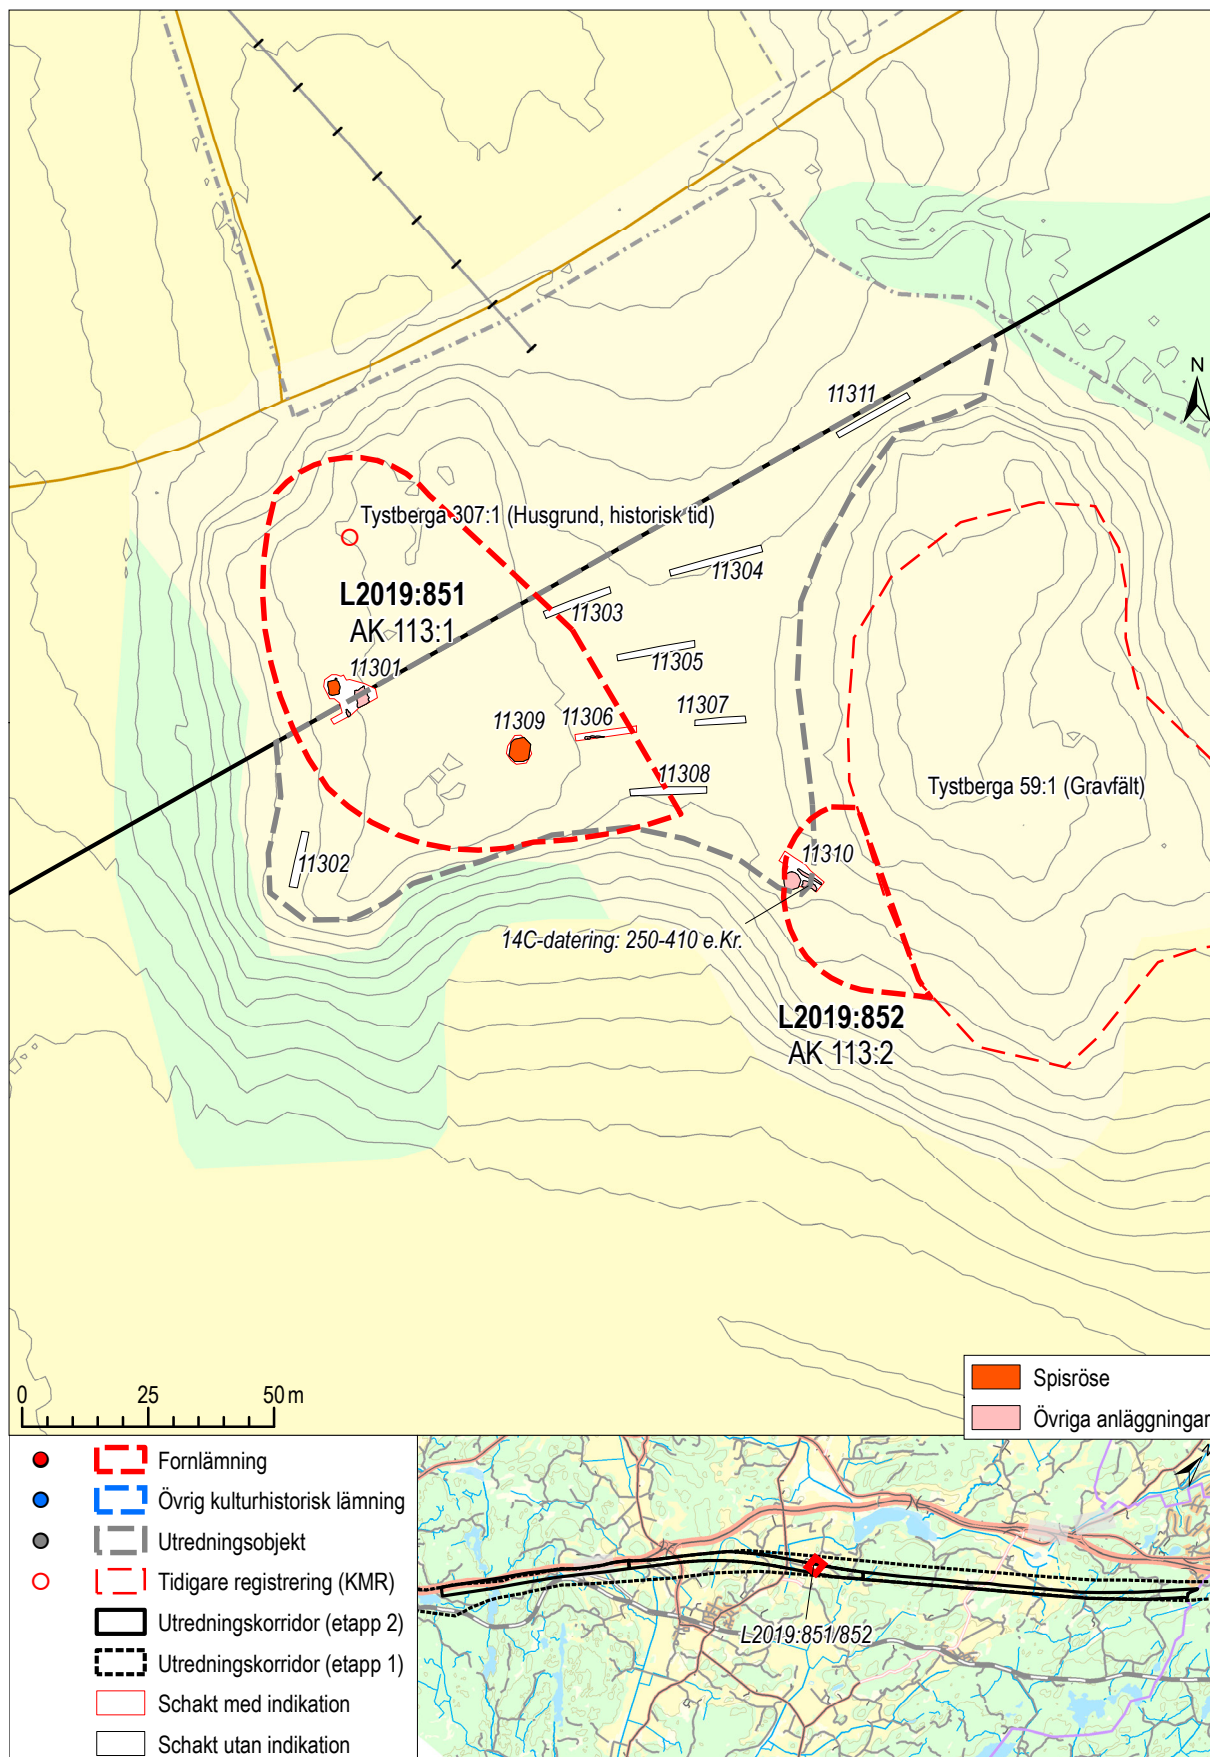 11311
N
Tystberga 307:1 (Husgrund, historisk tid)
11304
L2019:851
11303
AK 113:1
11305
11301
11309
11306
11307
11308
Tystberga 59:1 (Gravfält)
11302
11310
14C-datering: 250-410 e.Kr.
L2019:852
AK 113:2
0 25 50 m
Spisröse
Övriga anläggningar
Fornlämning
Övrig kulturhistorisk lämning
Utredningsobjekt
Tidigare registrering (KMR)
Utredningskorridor (etapp 2)
Utredningskorridor (etapp 1)
Schakt med indikation
Schakt utan indikation
L2019:851/852